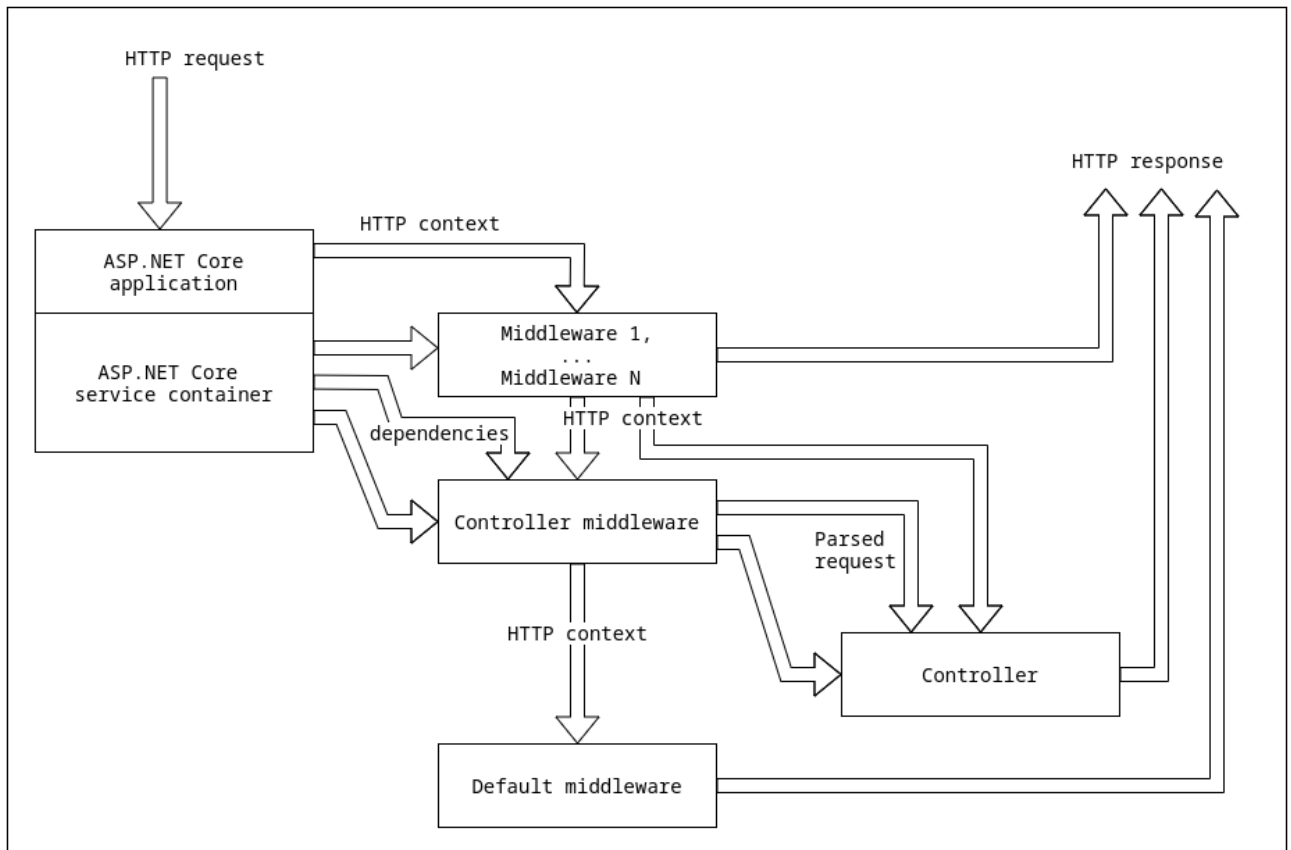 HTTP request
HTTP response
HTTP context
ASP.NET Core
application
Middleware 1,
...
Middleware N
ASP.NET Core
service container
HTTP context
dependencies
Controller middleware
Parsed
request
HTTP context
Controller
Default middleware